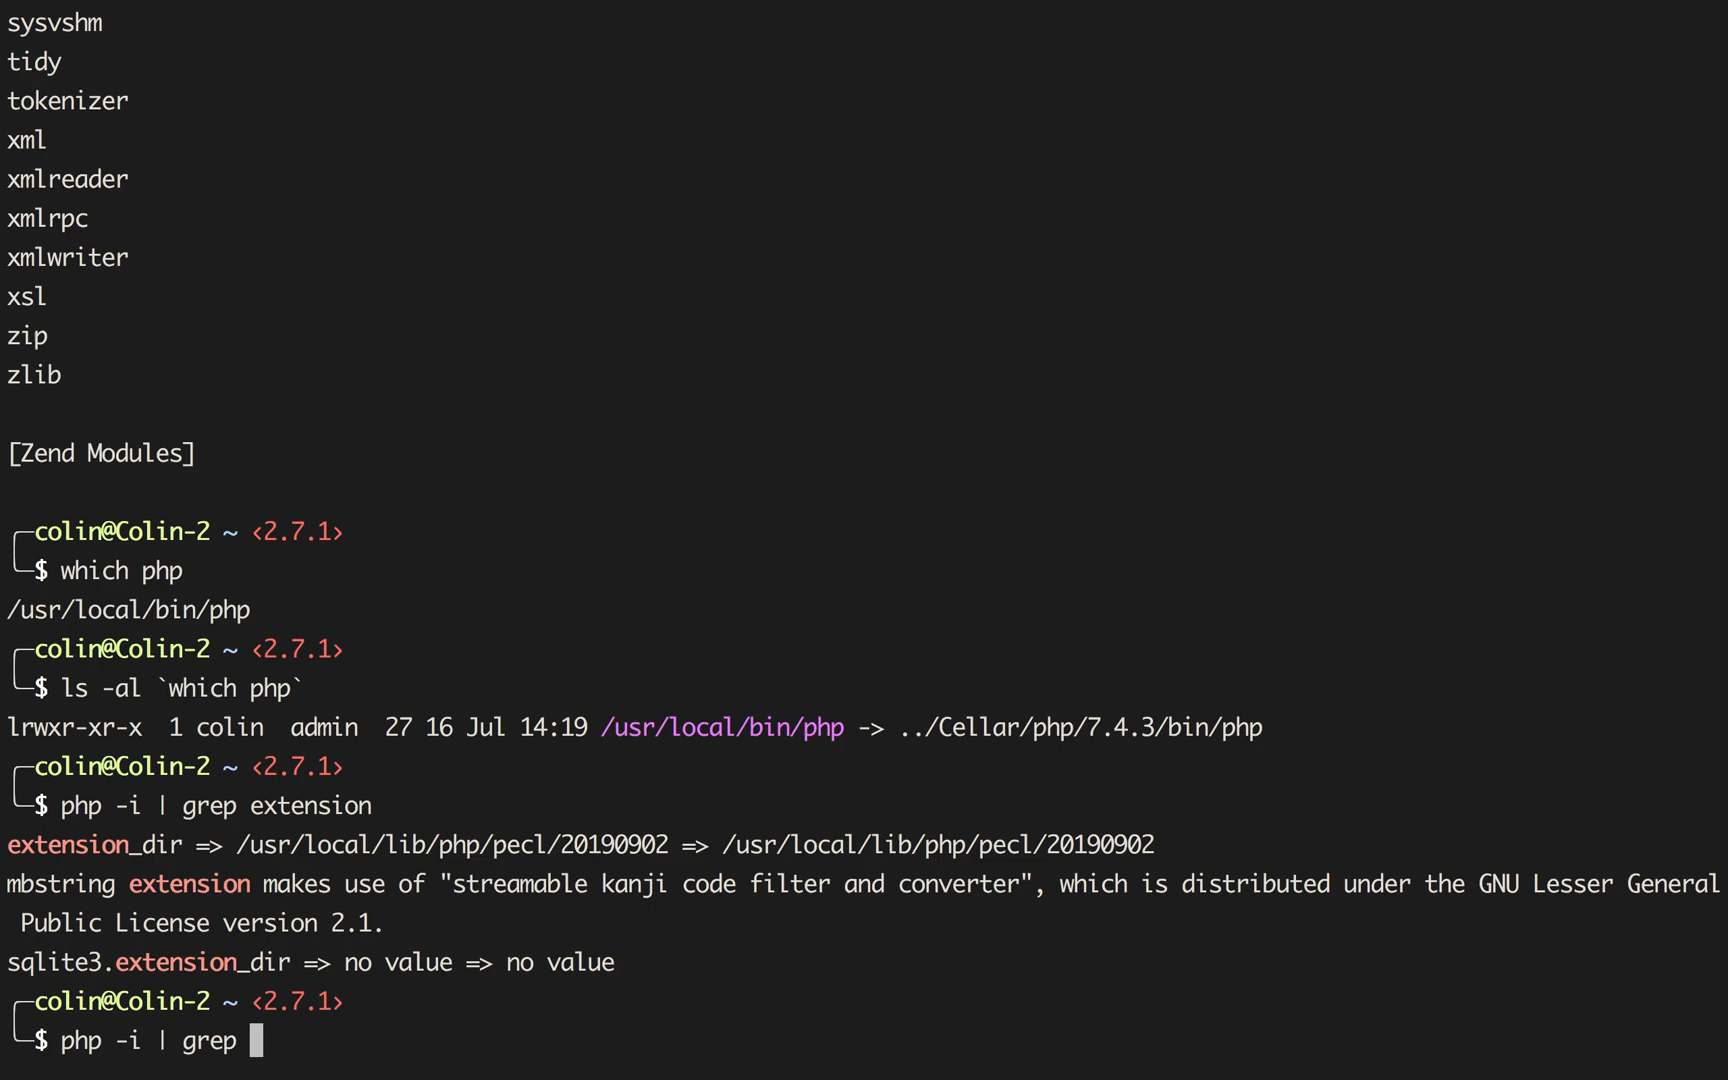 sysvshm
tidy
tokenizer
xml
xmlreader
xmlrpc
xmlwriter
xsl
zip
zlib
[Zend Modules]
colin@Colin-2 ~ ‹2.7.1›
$ which php
/usr/local/bin/php
colin@Colin-2 ~ ‹2.7.1›
$ ls -al `which php`
lrwxr-xr-x  1 colin  admin  27 16 Jul 14:19 /usr/local/bin/php -> ../Cellar/php/7.4.3/bin/php
colin@Colin-2 ~ ‹2.7.1›
$ php -i | grep extension
extension_dir => /usr/local/lib/php/pecl/20190902 => /usr/local/lib/php/pecl/20190902
mbstring extension makes use of "streamable kanji code filter and converter", which is distributed under the GNU Lesser General
Public License version 2.1.
sqlite3.extension_dir => no value => no value
colin@Colin-2 ~ ‹2.7.1›
$ php -i | grep